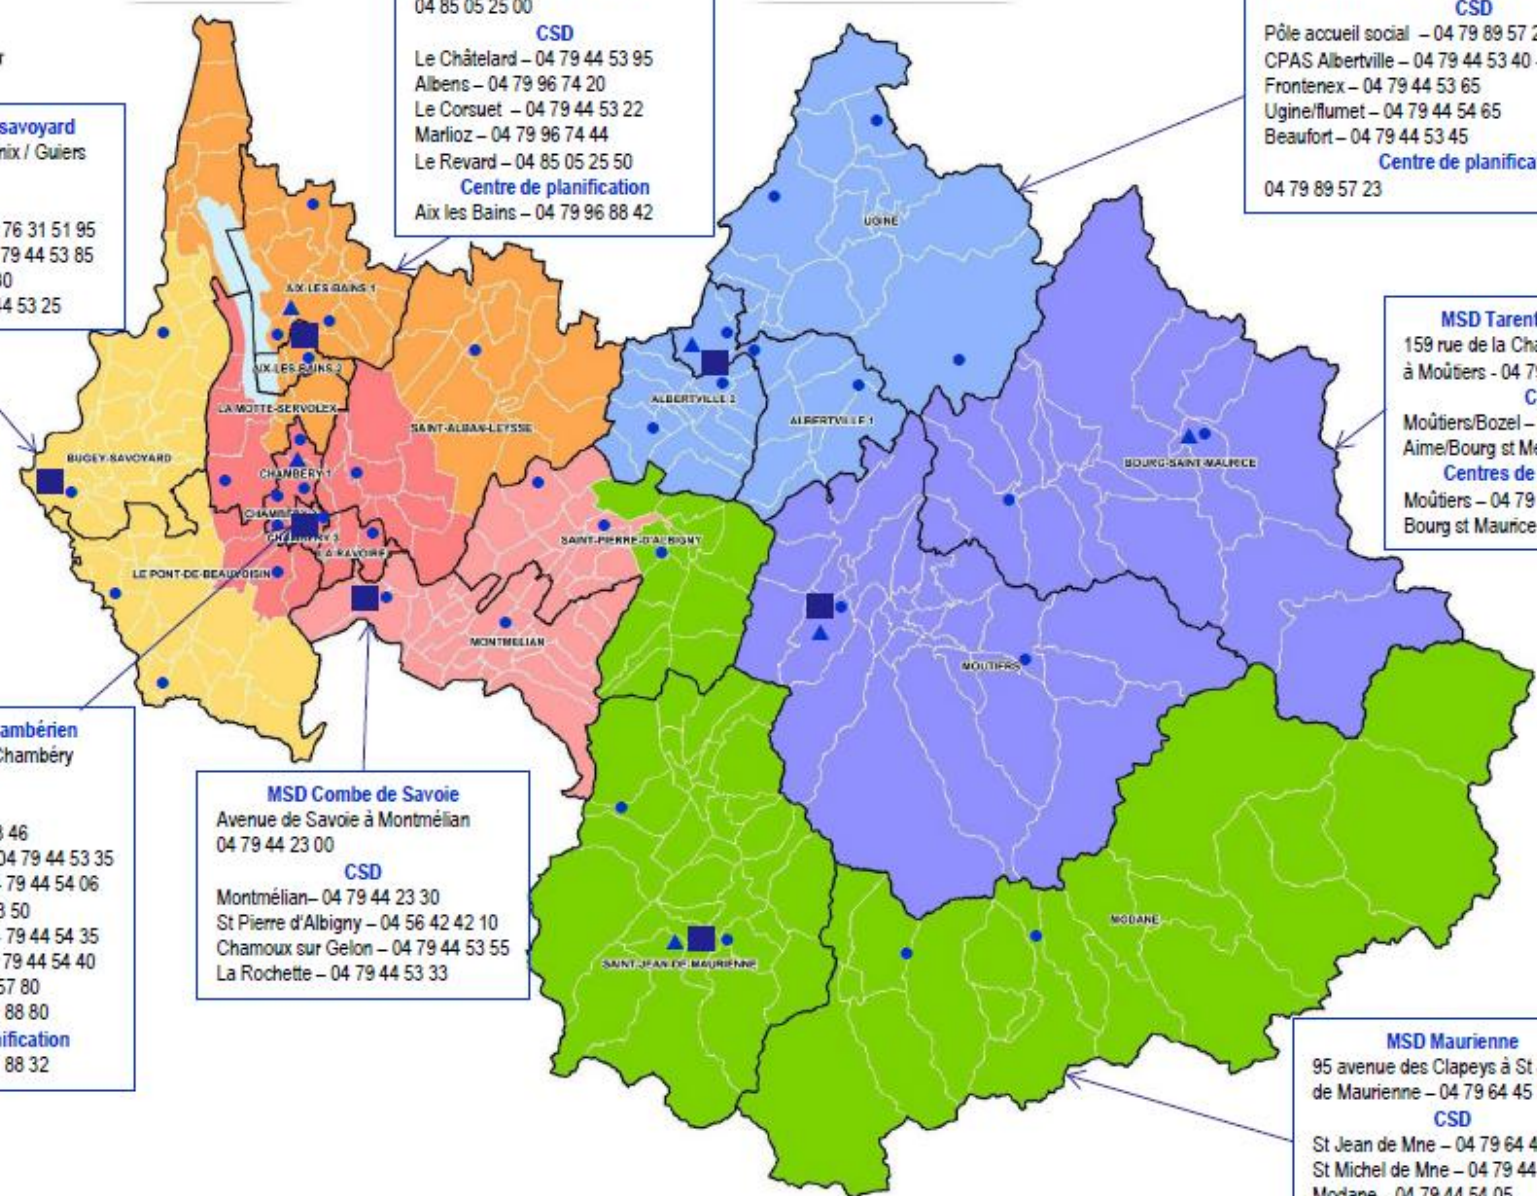 04 85 05 25 00
CSD
Le Châtelard – 04 79 44 53 95
Albens – 04 79 96 74 20
Le Corsuet – 04 79 44 53 22
Marlioz – 04 79 96 74 44
Le Revard – 04 85 05 25 50
Centre de planification
Aix les Bains – 04 79 96 88 42
CSD
Pôle accueil social – 04 79 89 57 2
CPAS Albertville – 04 79 44 53 40
Frontenex – 04 79 44 53 65
Ugine/flumet – 04 79 44 54 65
Beaufort – 04 79 44 53 45
Centre de planifica
04 79 89 57 23
savoyard
nix / Guiers
76 31 51 95
79 44 53 85
44 53 25
MSD Tarent
159 rue de la Cha
à Moûtiers - 04 79
C
Moûtiers/Bozel –
Aime/Bourg st Me
Centres de
Moûtiers – 04 79
Bourg st Maurice
UGINE
AIX-LES-BAINS 1
AIX-LES-BAINS 2
LA MOTTE-SERVOLEX
SAINT-ALBAN-LEYSSE
ALBERTVILLE 2
ALBERTVILLE 1
BUGEY-SAVOYARD
CHAMBERY 1
BOURG-SAINT-MAURICE
SAINT-PIERRE-D'ALBIGNY
LA RAVOIRE
LE PONT-DE-BEAUVOISIN
MONTMELIAN
MOUTIERS
MODANE
SAINT-JEAN-DE-MAURIENNE
ambérien
Chambéry
3 46
04 79 44 53 35
79 44 54 06
3 50
79 44 54 35
79 44 54 40
57 80
88 80
nification
88 32
MSD Combe de Savoie
Avenue de Savoie à Montmélian
04 79 44 23 00
CSD
Montmélian– 04 79 44 23 30
St Pierre d'Albigny – 04 56 42 42 10
Chamoux sur Gelon – 04 79 44 53 55
La Rochette – 04 79 44 53 33
MSD Maurienne
95 avenue des Clapeys à St
de Maurienne – 04 79 64 45
CSD
St Jean de Mne – 04 79 64 4
St Michel de Mne – 04 79 44
Modane – 04 79 44 54 05